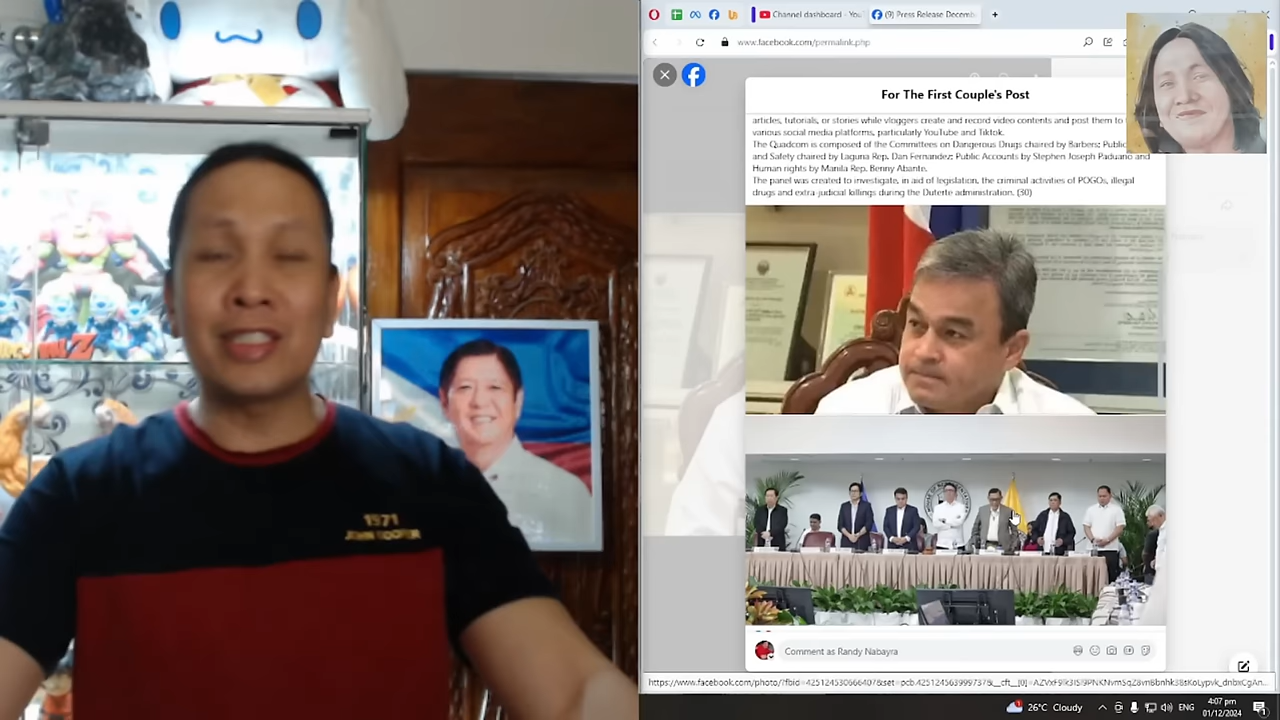 1971
JOHN COOPER
Channel dashboard - You
(9) Press Release Decemb
www.facebook.com/permalink.php
For The First Couple's Post
articles, tutorials, or stories while vloggers create and record video contents and post them to
various social media platforms, particularly YouTube and Tiktok.
The Quadcom is composed of the Committees on Dangerous Drugs chaired by Barbers; Public
and Safety chaired by Laguna Rep. Dan Fernandez; Public Accounts by Stephen Joseph Paduano and
Human rights by Manila Rep. Benny Abante.
The panel was created to investigate, in aid of legislation, the criminal activities of POGOs, illegal
drugs and extra-judicial killings during the Duterte administration. (30)
Comment as Randy Nabayra
26°C Cloudy
ENG
4:07 pm
01/12/2024